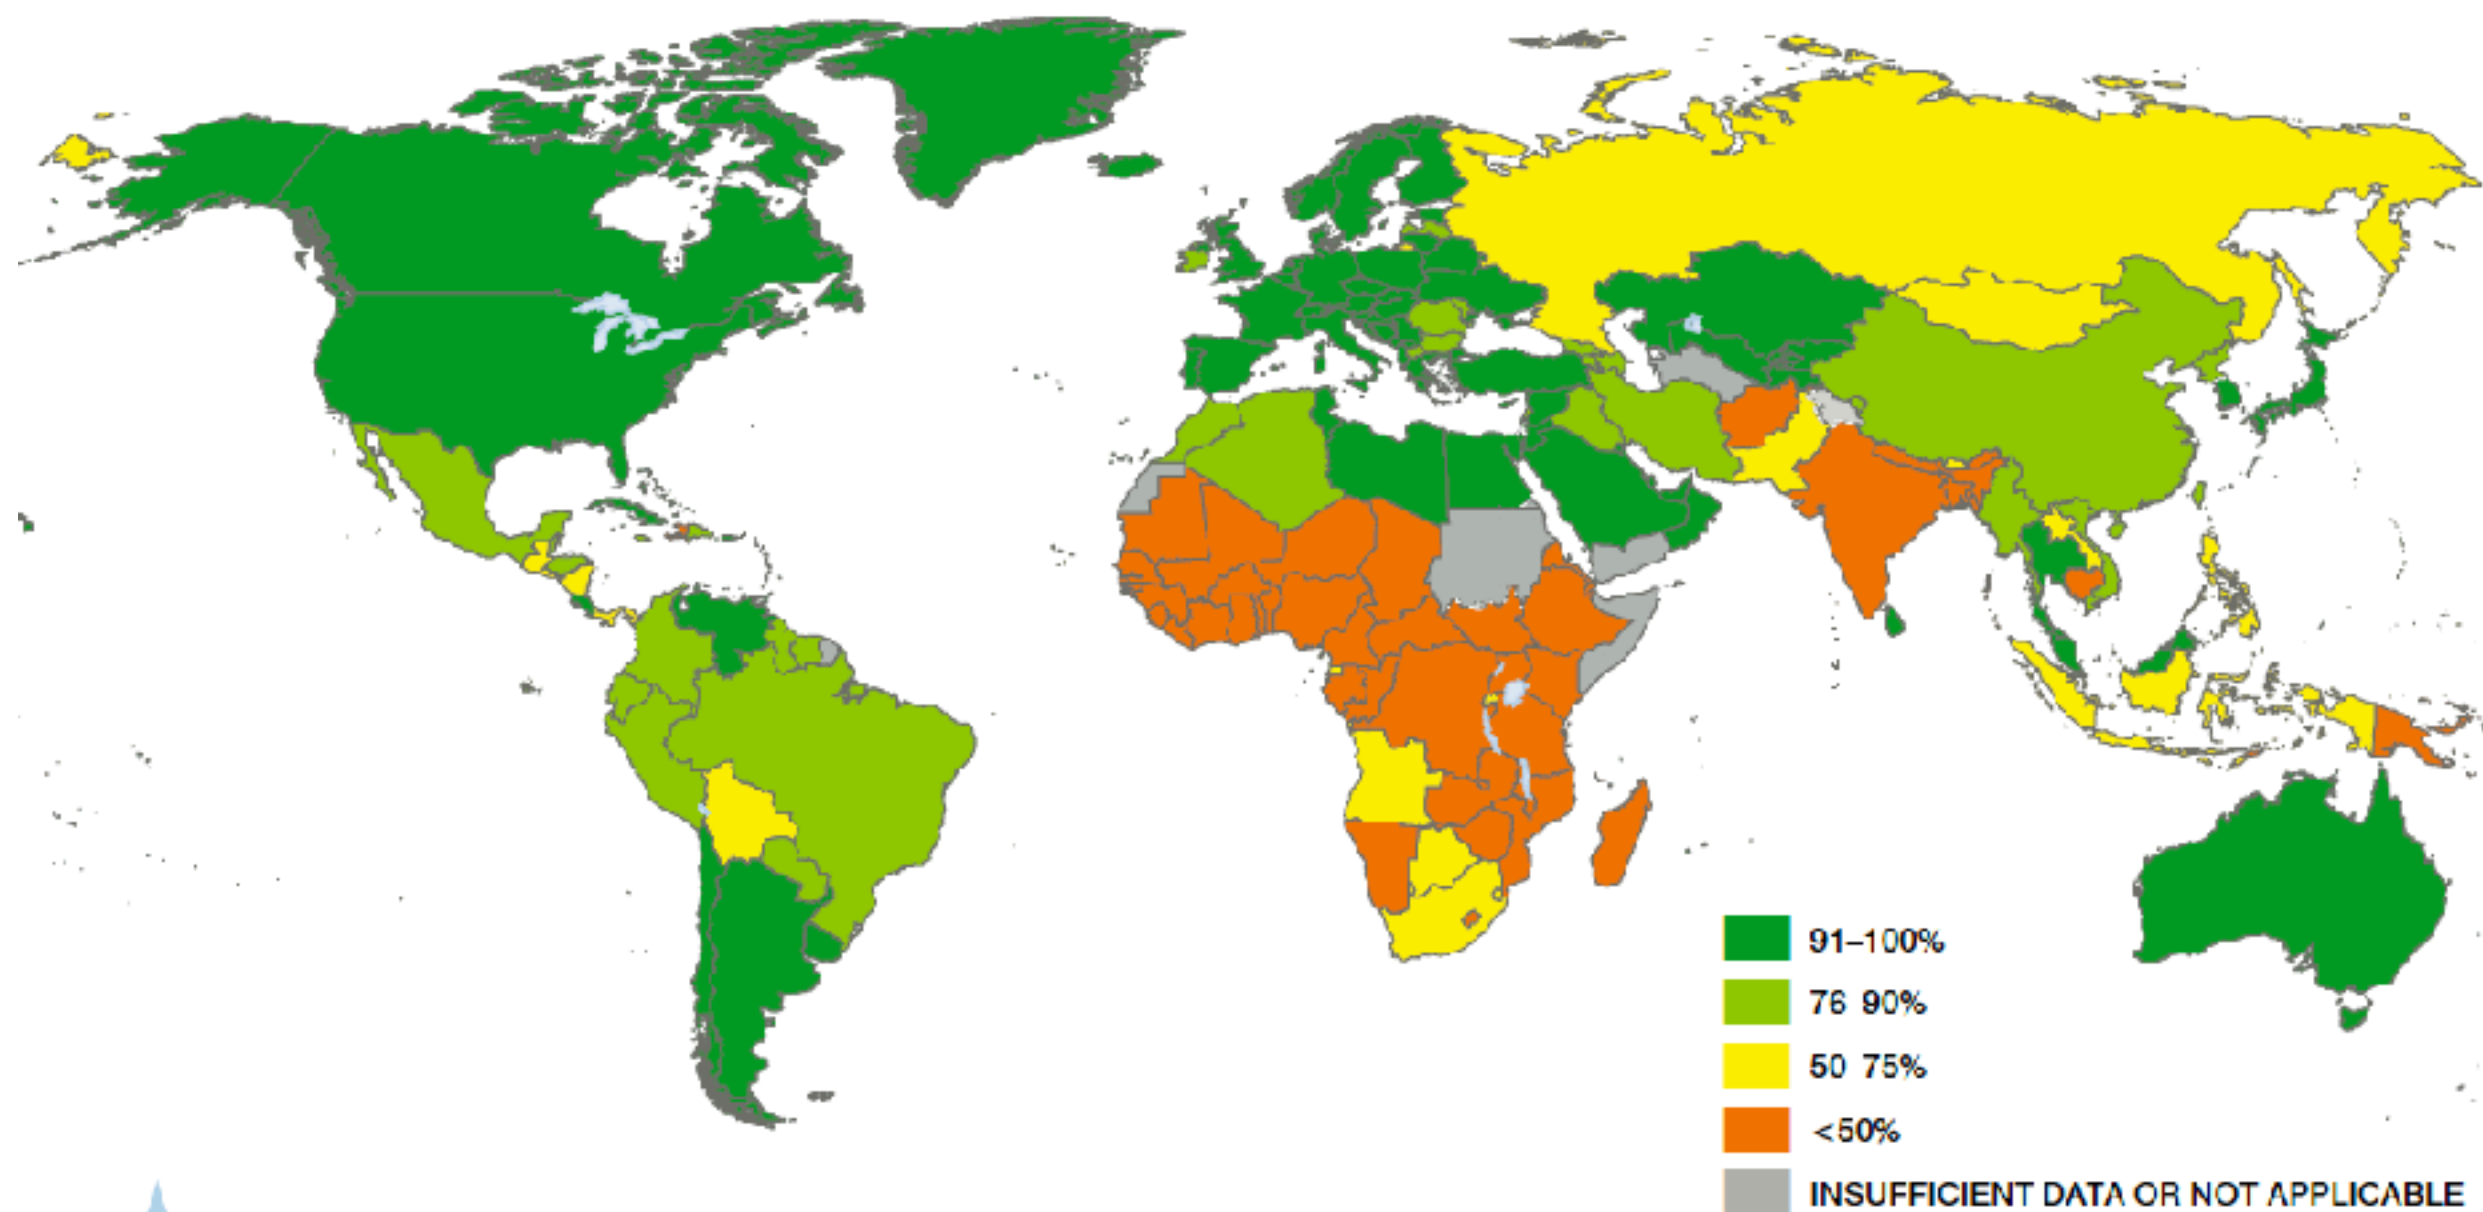 91–100%
76 90%
50 75%
<50%
INSUFFICIENT DATA OR NOT APPLICABLE